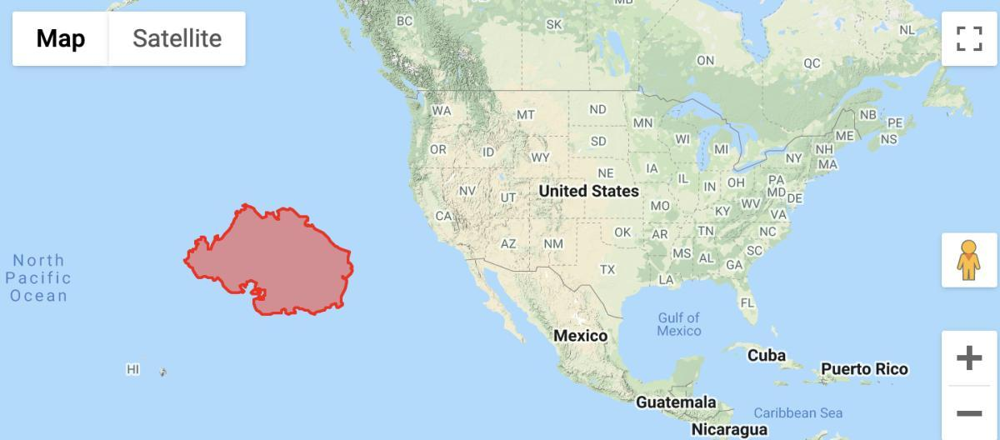 MB
BC
SK
NL
Map
Satellite
ON
QC
WA
MT
ND
MN
NB
PE
ME
NS
OR
ID
WY
SD
WI
MI
NH
NY
MA
NE
IA
IL
IN
OH
PA
MD
DE
NV
UT
United States
MO
KY
WV
VA
CA
AZ
NM
OK
AR
TN
NC
TX
MS
AL
SC
GA
LA
FL
North
Pacific
Ocean
Gulf of
Mexico
Mexico
Cuba
Puerto Rico
HI
Guatemala
Caribbean Sea
Nicaragua